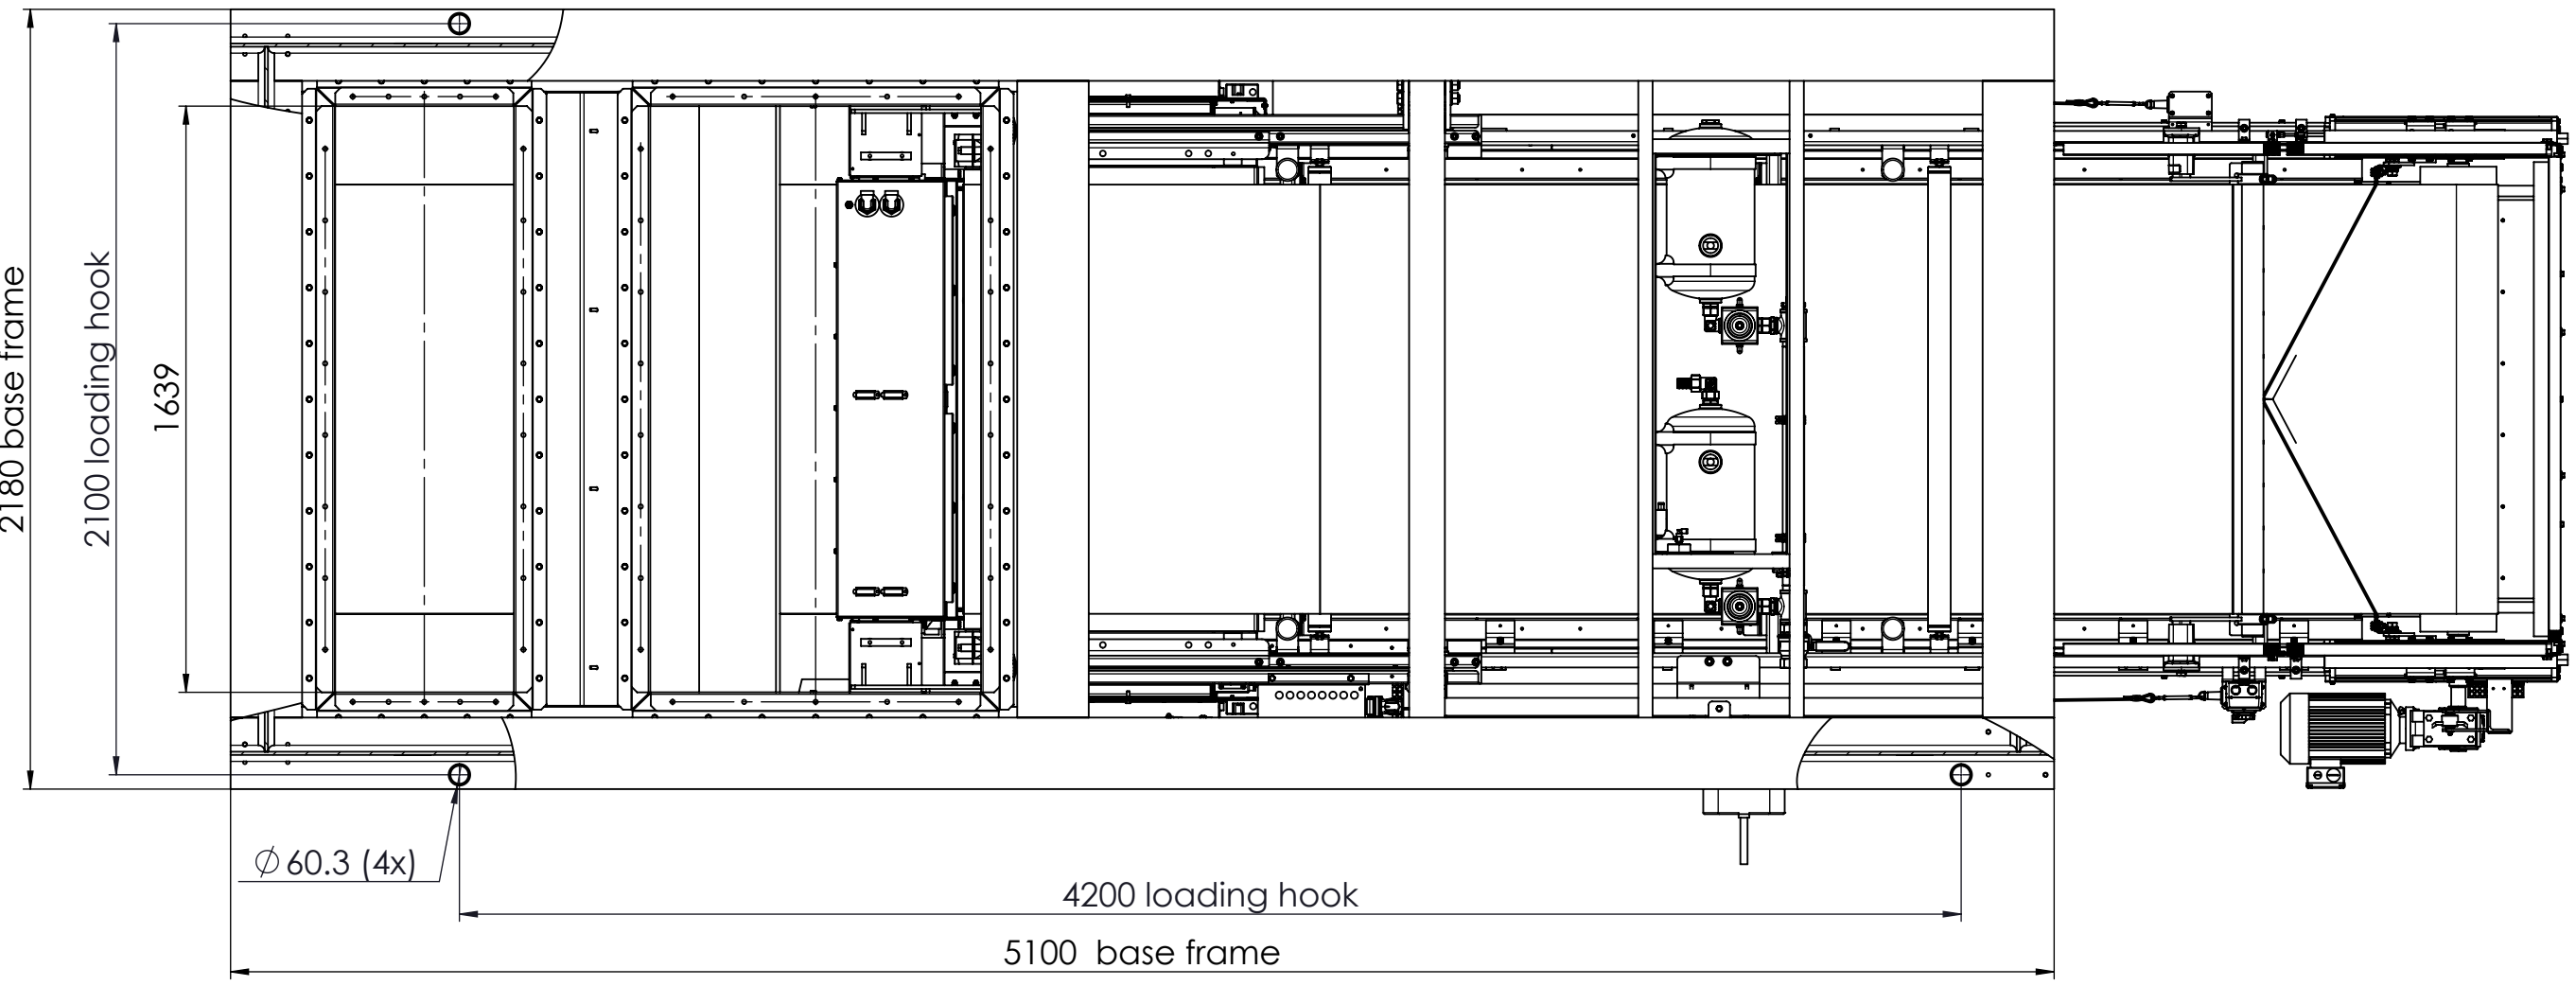 2180 base frame
2100 loading hook
1639
∅ 60.3 (4x)
4200 loading hook
5100 base frame